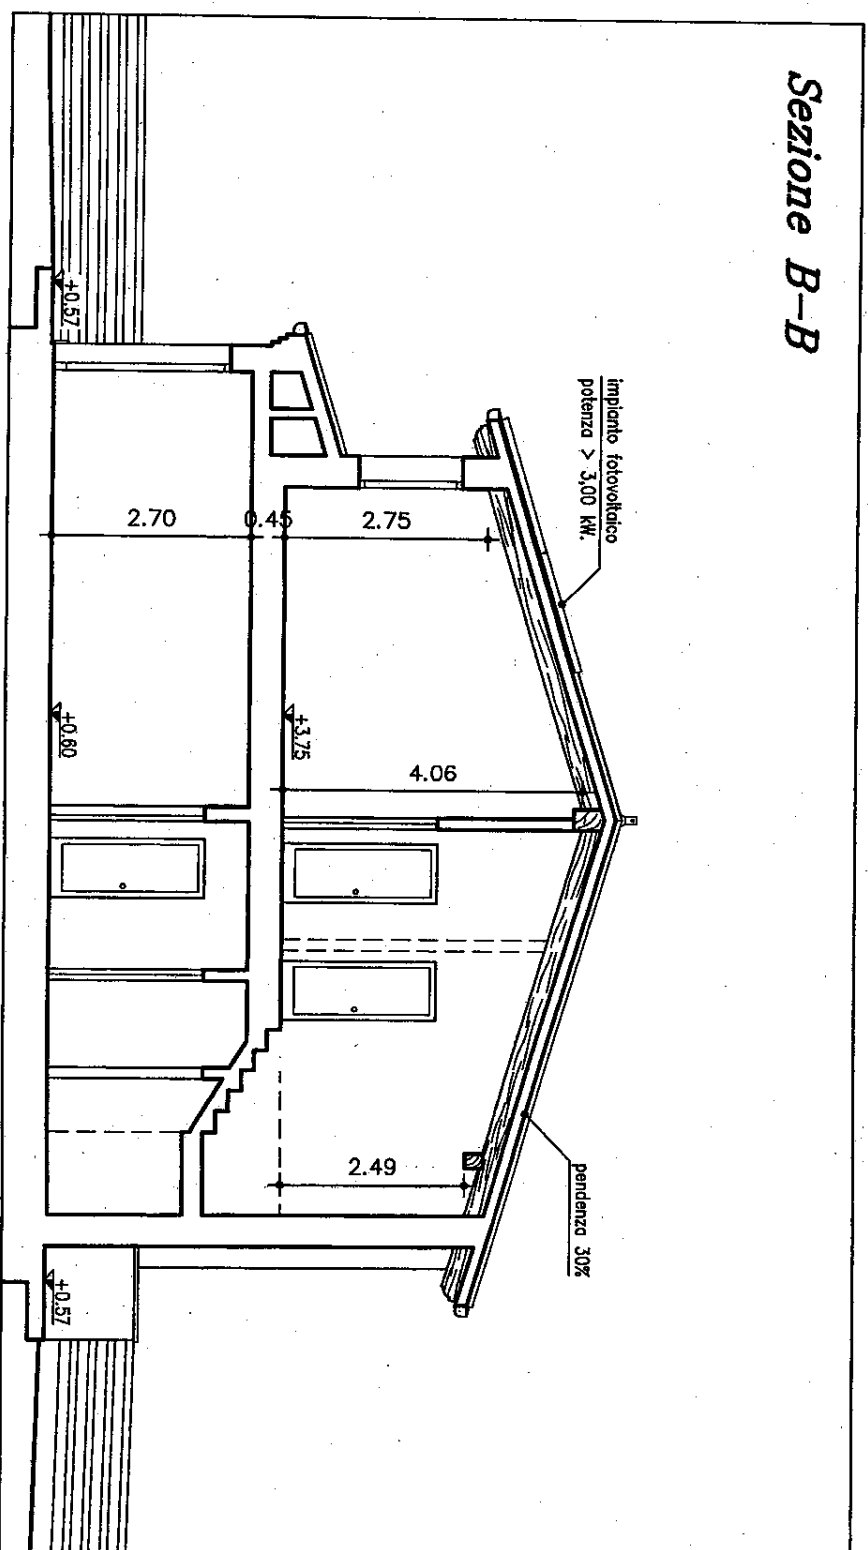 Sezione B-B
impianto fotovoltaico
potenza > 3,00 kW.
pendenza 30%
2.70
0.45
2.75
4.06
2.49
+0.57
+0.60
+3.75
+0.57